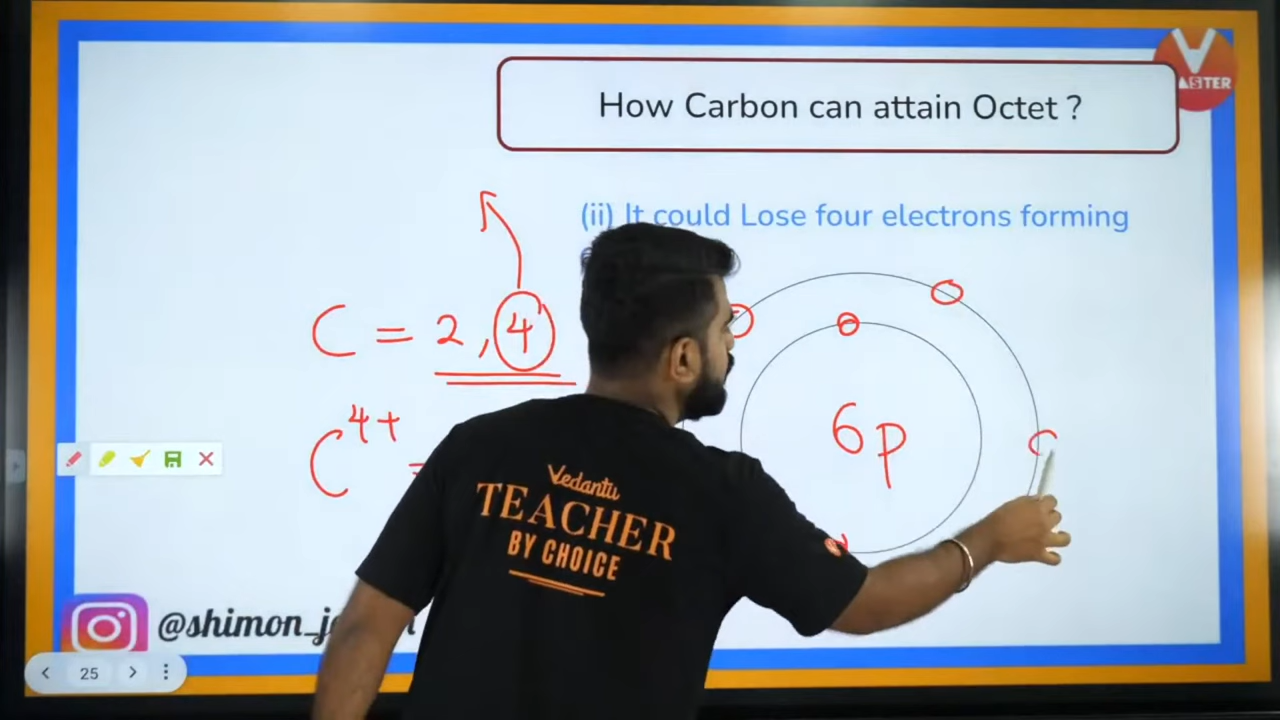 V
MASTER
How Carbon can attain Octet ?
(ii) It could Lose four electrons forming
C = 2, 4
C4+ =
6p
Vedantu
TEACHER
BY CHOICE
@shimon_j
25